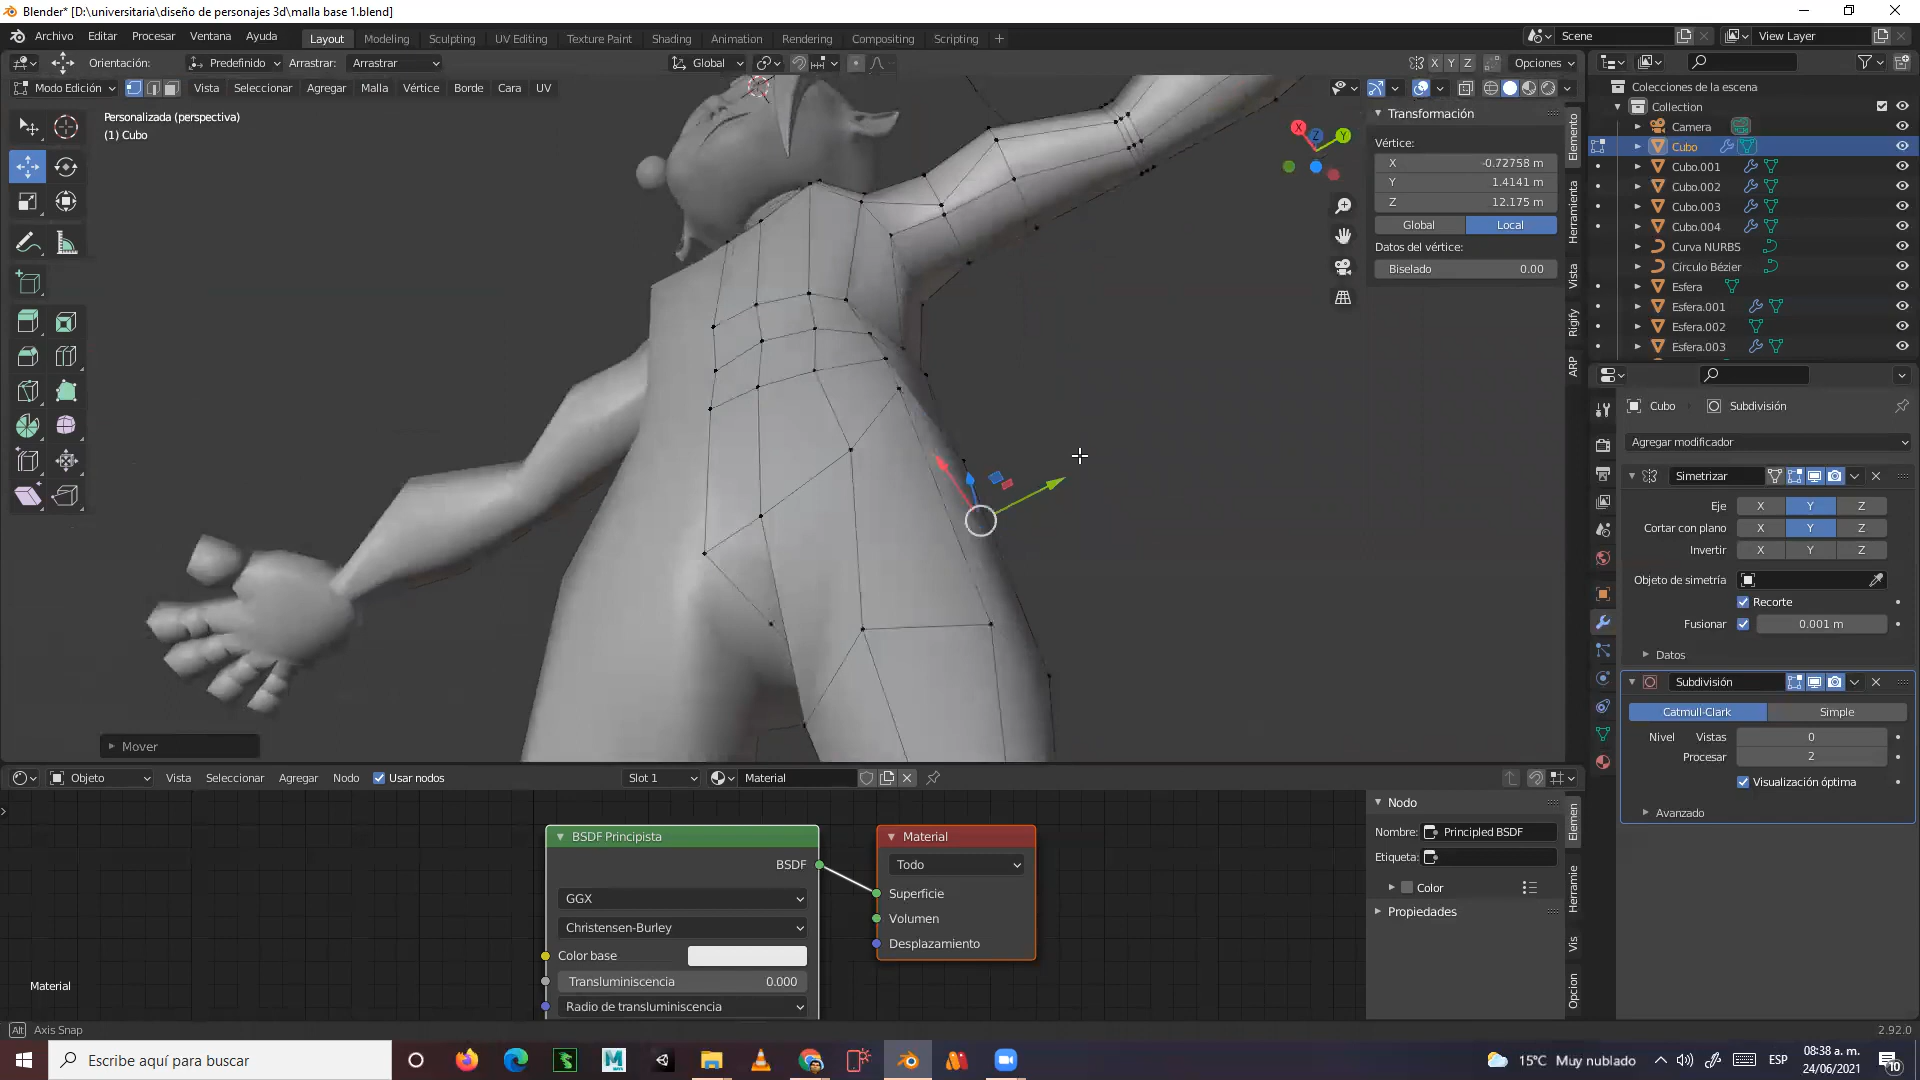 Blender* [D:\universitaria\diseño de personajes 3d\malla base 1.blend]
Archivo Editar Procesar Ventana Ayuda Layout Modeling Sculpting UV Editing Texture Paint Shading Animation Rendering Compositing Scripting + Scene View Layer
Orientación: Predefinido Arrastrar: Arrastrar Global X Y Z Opciones
Modo Edición Vista Seleccionar Agregar Malla Vértice Borde Cara UV
Personalizada (perspectiva)
(1) Cubo
X Y Z
Transformación
Vértice:
X -0.72758 m
Y 1.4141 m
Z 12.175 m
Global Local
Datos del vértice:
Biselado 0.00
Elemento
Herramienta
Vista
Rigify
ARP
Colecciones de la escena
Collection
Camera
Cubo
Cubo.001
Cubo.002
Cubo.003
Cubo.004
Curva NURBS
Círculo Bézier
Esfera
Esfera.001
Esfera.002
Esfera.003
Cubo Subdivisión
Agregar modificador
Simetrizar
Eje X Y Z
Cortar con plano X Y Z
Invertir X Y Z
Objeto de simetría
Recorte
Fusionar 0.001 m
Datos
Subdivisión
Catmull-Clark Simple
Nivel Vistas 0
Procesar 2
Visualización óptima
Avanzado
Mover
Objeto Vista Seleccionar Agregar Nodo Usar nodos Slot 1 Material
BSDF Principista
BSDF
GGX
Christensen-Burley
Color base
Transluminiscencia 0.000
Radio de transluminiscencia
Material
Todo
Superficie
Volumen
Desplazamiento
Nodo
Nombre: Principled BSDF
Etiqueta:
Color
Propiedades
Elemen
Herramie
Vis
Opcion
Material
Alt Axis Snap
2.92.0
Escribe aquí para buscar
15°C Muy nublado ESP 08:38 a. m.
24/06/2021
10